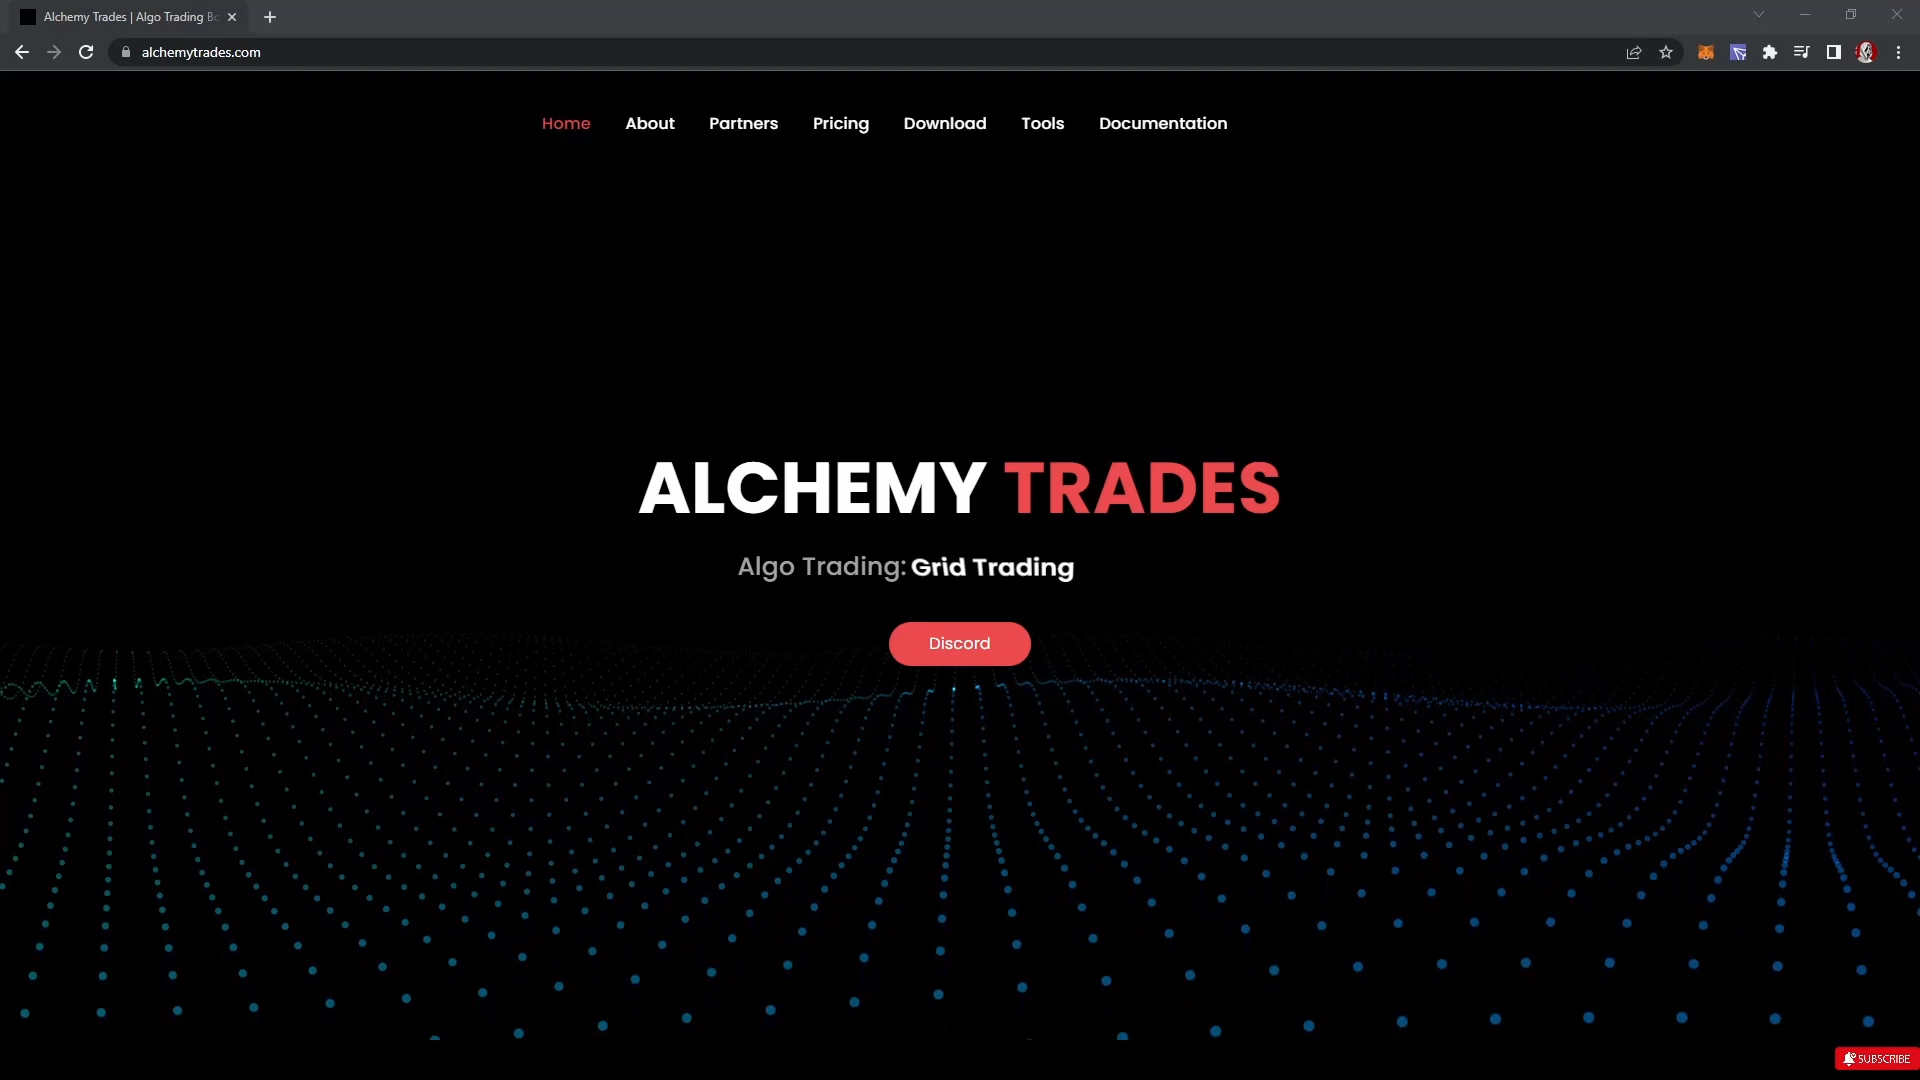 Alchemy Trades | Algo Trading Bo
alchemytrades.com
Home About Partners Pricing Download Tools Documentation
ALCHEMY TRADES
Algo Trading: Grid Trading
Discord
SUBSCRIBE